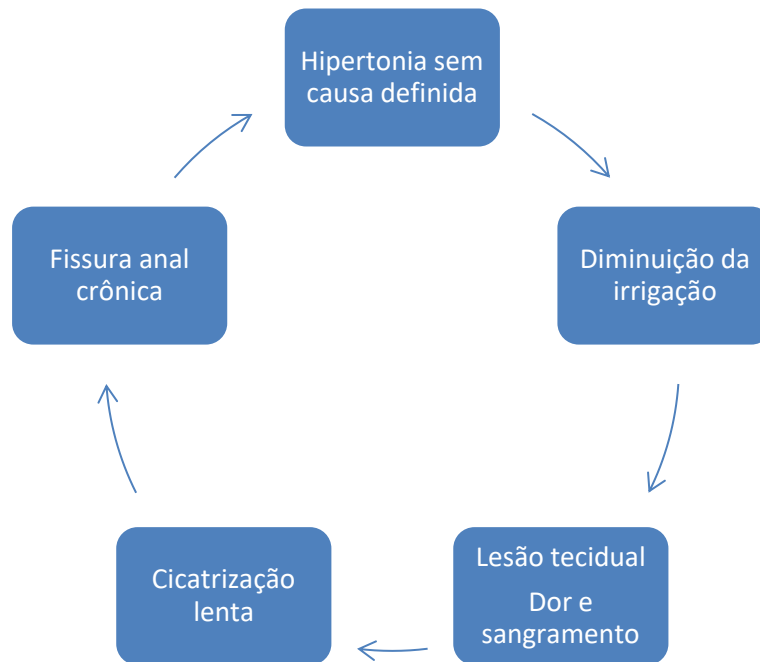 Hipertonia sem
causa definida
Diminuição da
irrigação
Lesão tecidual
Dor e
sangramento
Cicatrização
lenta
Fissura anal
crônica